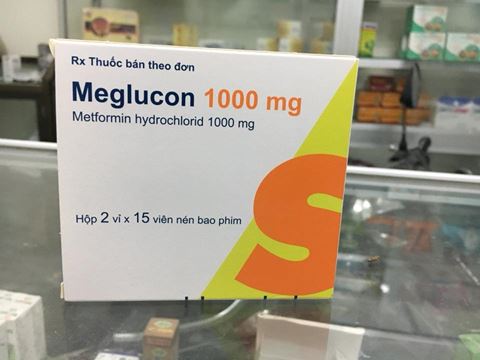 Rx Thuốc bán theo đơn
Meglucon 1000 mg
Metformin hydrochlorid 1000 mg
Hộp 2 vỉ x 15 viên nén bao phim
S